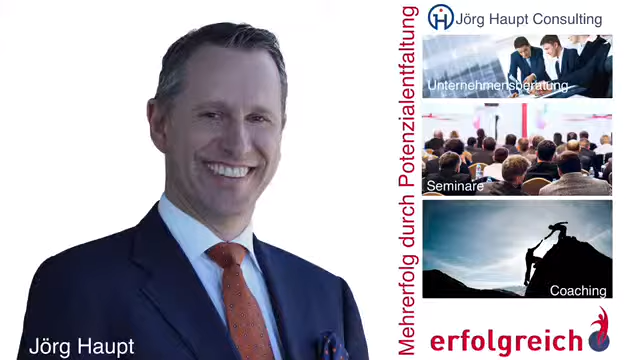 Jörg Haupt
Mehrerfolg durch Potenzialentfaltung
Jörg Haupt Consulting
Unternehmensberatung
Seminare
Coaching
erfolgreich